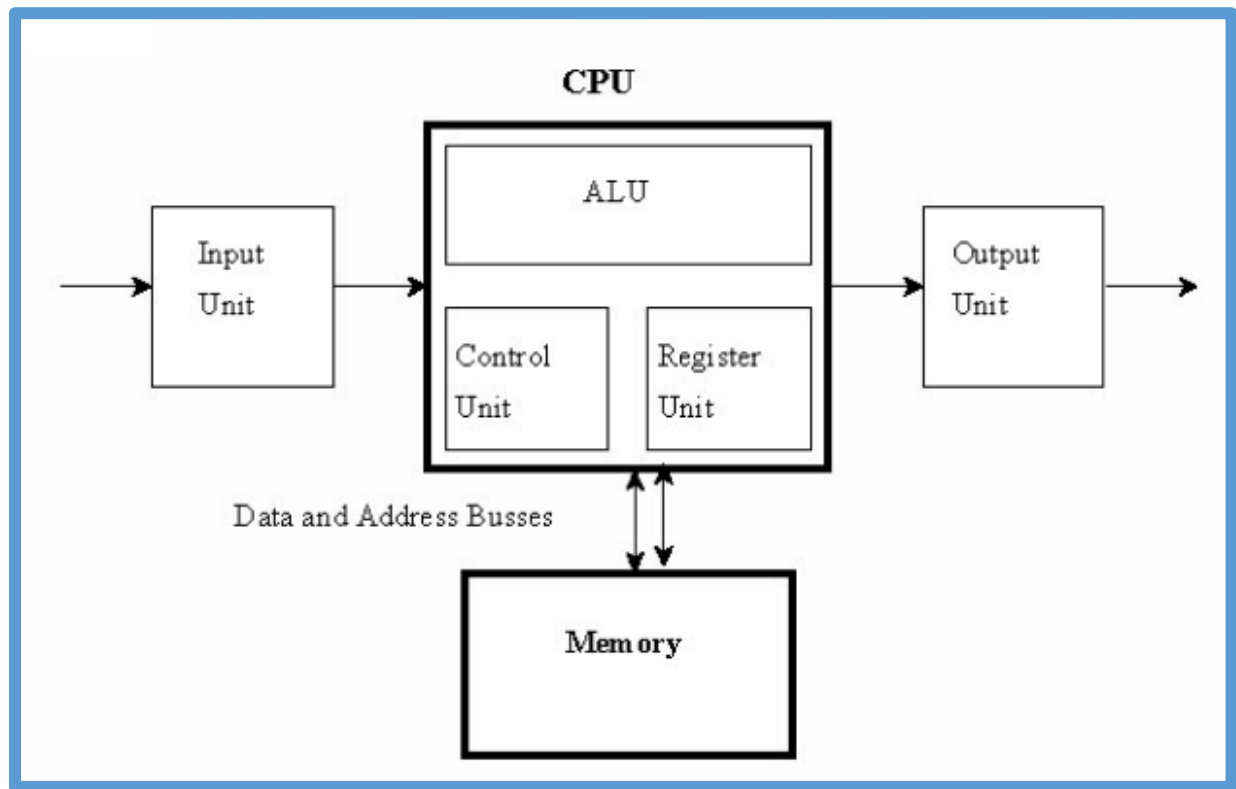 CPU
ALU
Input
Unit
Output
Unit
Control
Unit
Register
Unit
Data and Address Busses
Memory